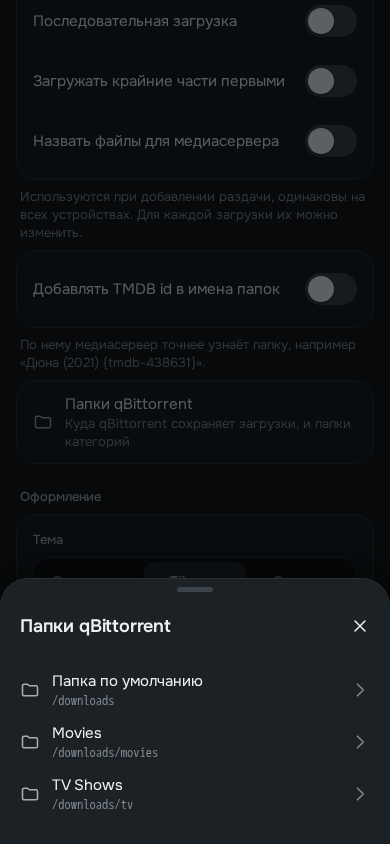 Последовательная загрузка
Загружать крайние части первыми
Назвать файлы для медиасервера
Используются при добавлении раздачи, одинаковы на
всех устройствах. Для каждой загрузки их можно
изменить.
Добавлять TMDB id в имена папок
По нему медиасервер точнее узнаёт папку, например
«Дюна (2021) {tmdb-438631}».
Папки qBittorrent
Куда qBittorrent сохраняет загрузки, и папки
категорий
Оформление
Тема
Папки qBittorrent
Папка по умолчанию
/downloads
Movies
/downloads/movies
TV Shows
/downloads/tv